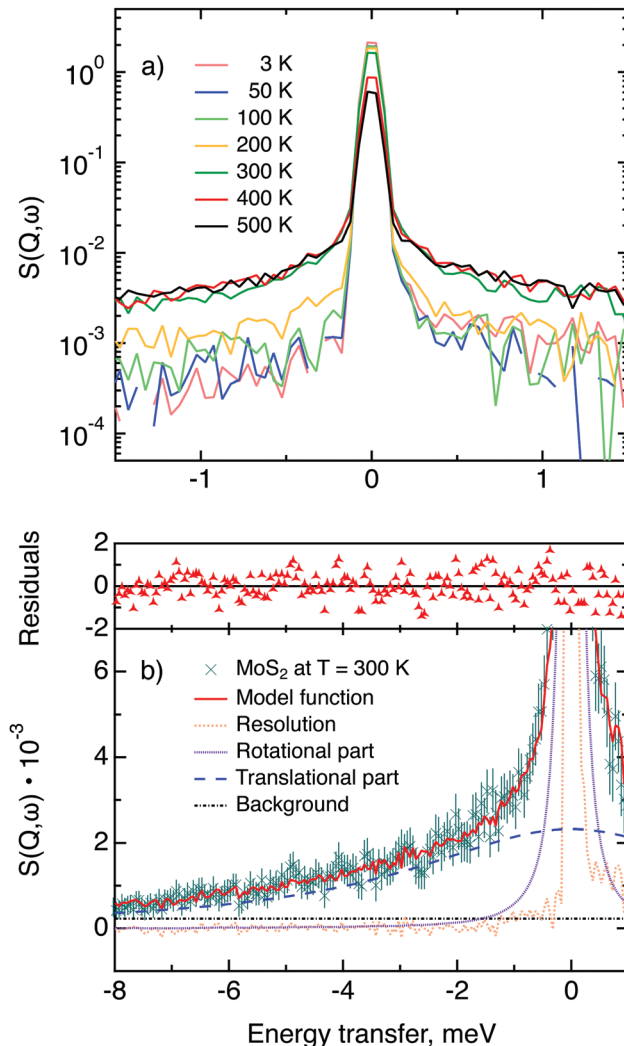 a)
3 K
50 K
100 K
200 K
300 K
400 K
500 K
10⁰
10⁻¹
10⁻²
10⁻³
10⁻⁴
S(Q,ω)
-1
0
1
Residuals
2
0
-2
b)
MoS₂ at T = 300 K
Model function
Resolution
Rotational part
Translational part
Background
S(Q,ω) • 10⁻³
6
4
2
0
-8
-6
-4
-2
0
Energy transfer, meV